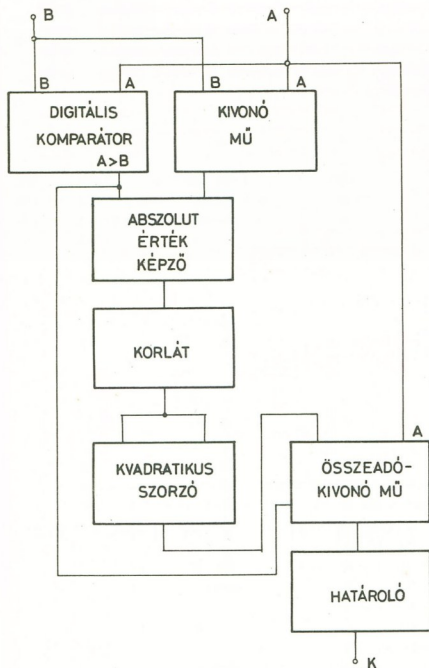 B
A
B
A
B
A
DIGITÁLIS
KOMPARÁTOR
A>B
KIVONÓ
MŰ
ABSZOLUT
ÉRTÉK
KÉPZŐ
KORLÁT
KVADRATIKUS
SZORZÓ
A
ÖSSZEADÓ-
KIVONÓ MŰ
HATÁROLÓ
K